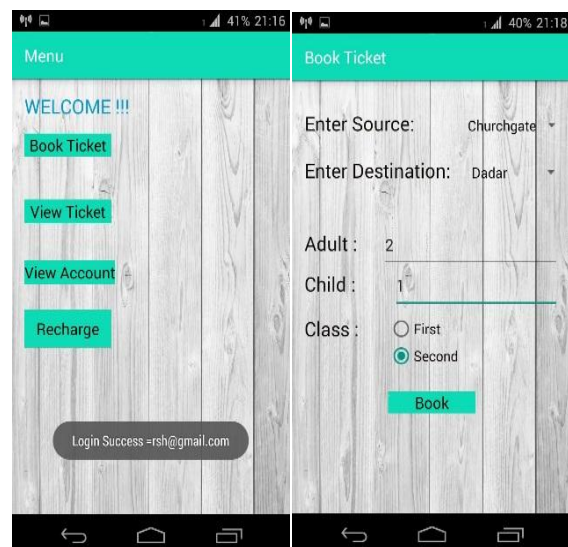 41% 21:16
Menu
WELCOME !!!
Book Ticket
View Ticket
View Account
Recharge
Login Success =rsh@gmail.com
40% 21:18
Book Ticket
Enter Source: Churchgate
Enter Destination: Dadar
Adult : 2
Child : 1
Class : First
Second
Book